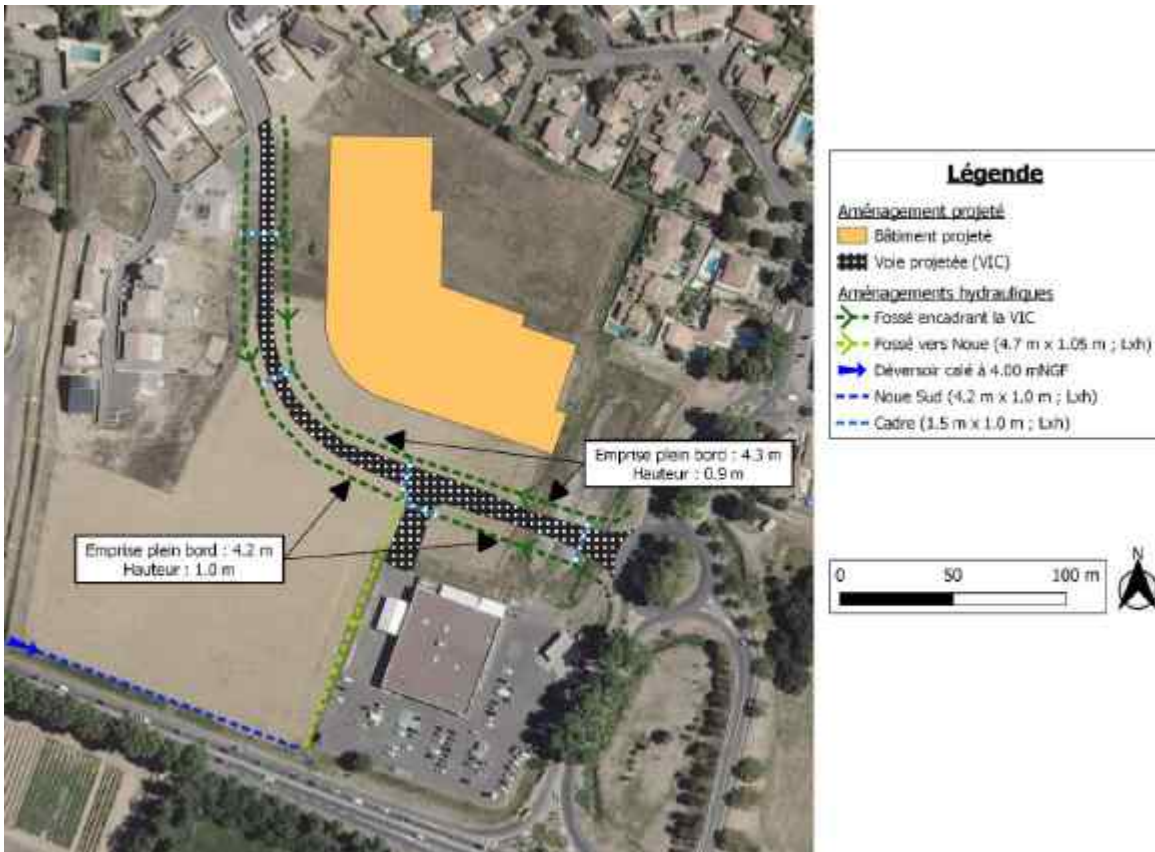 Légende
Aménagement projeté
Bâtiment projeté
Voie projetée (VIC)
Aménagements hydrauliques
Fossé encadrant la VIC
Fossé vers Noue (4.7 m x 1.05 m ; Lxh)
Déversoir calé à 4.00 mNGF
Noue Sud (4.2 m x 1.0 m ; Lxh)
Cadre (1.5 m x 1.0 m ; Lxh)
Emprise plein bord : 4.3 m
Hauteur : 0.9 m
Emprise plein bord : 4.2 m
Hauteur : 1.0 m
0 50 100 m
N